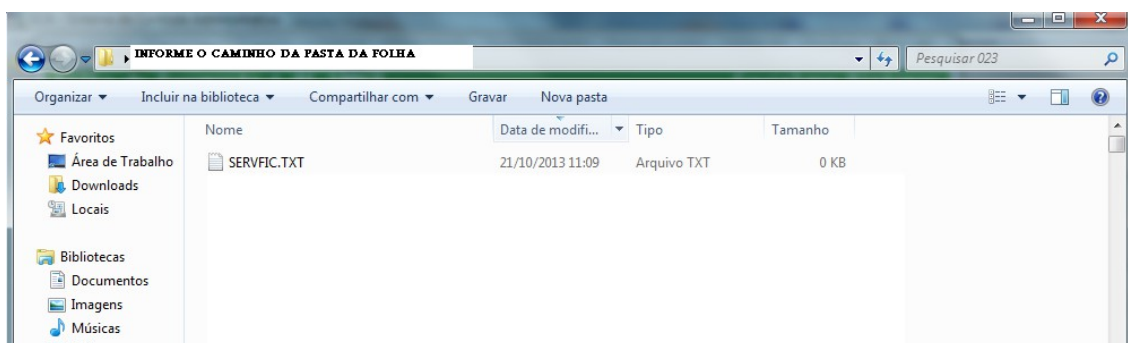 INFORME O CAMINHO DA PASTA DA FOLHA
Pesquisar 023
Organizar Incluir na biblioteca Compartilhar com Gravar Nova pasta
Favoritos
Área de Trabalho
Downloads
Locais
Bibliotecas
Documentos
Imagens
Músicas
Nome Data de modifi... Tipo Tamanho
SERVFIC.TXT 21/10/2013 11:09 Arquivo TXT 0 KB